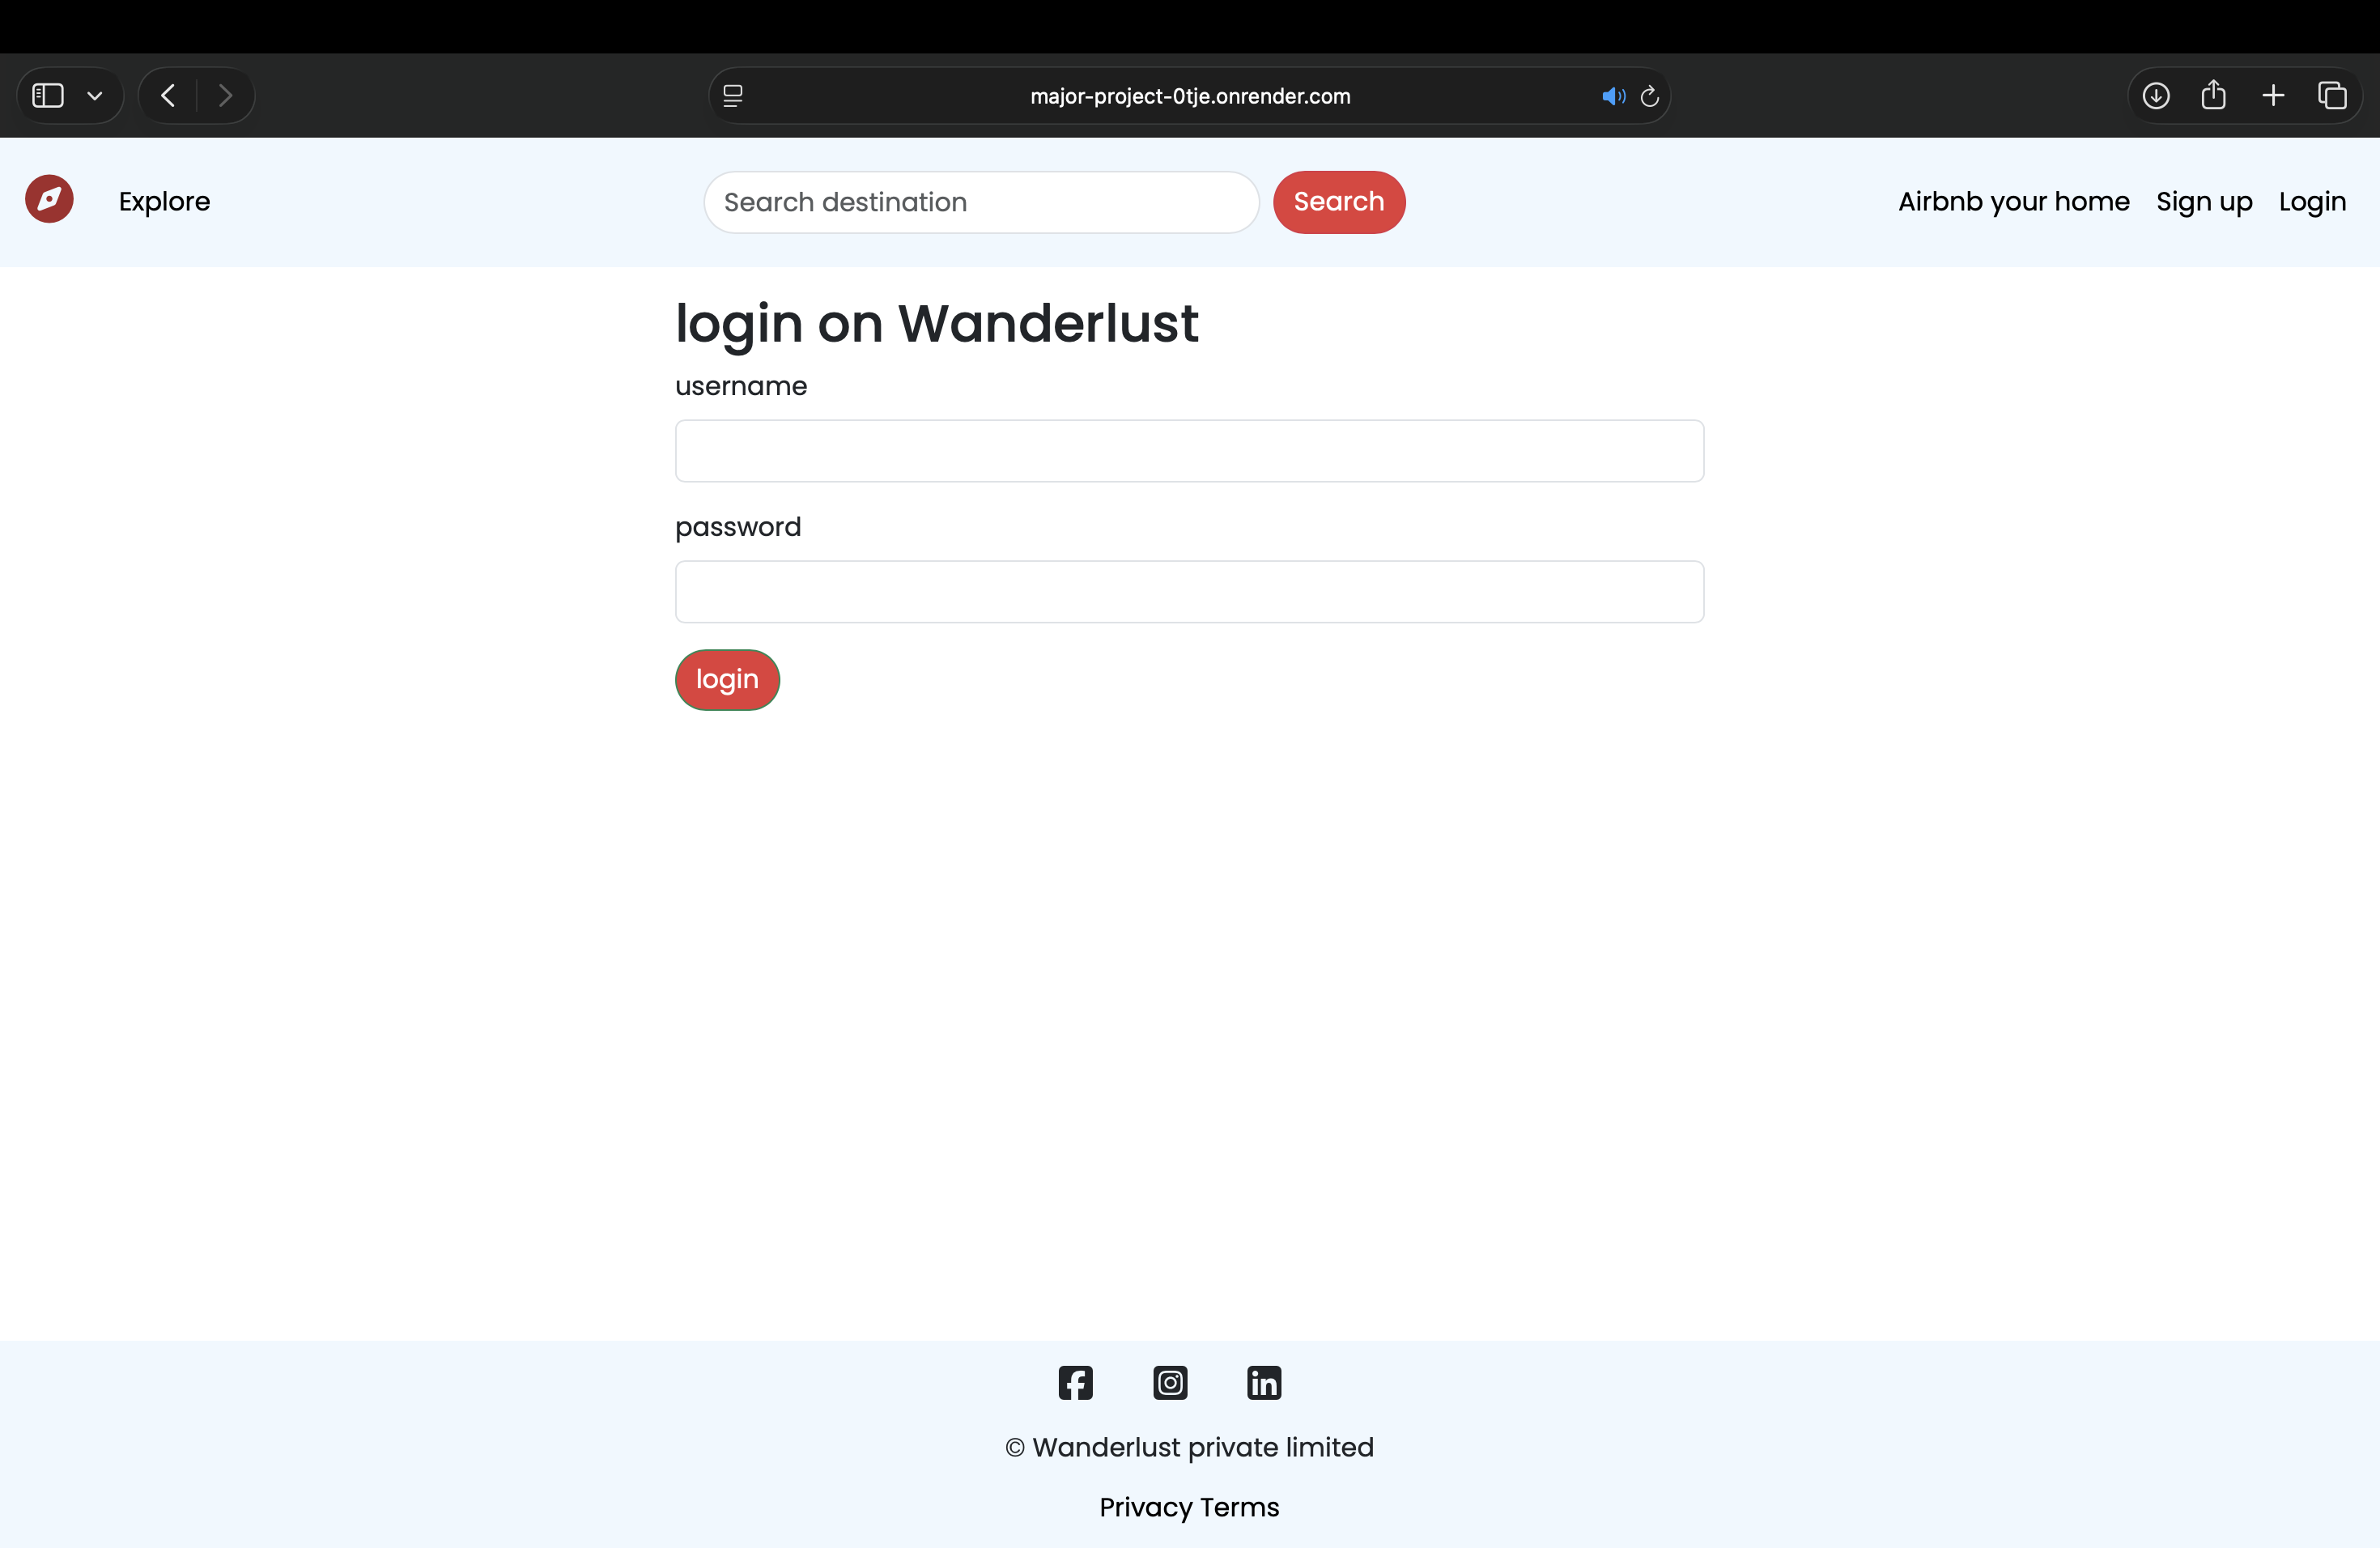 major-project-0tje.onrender.com
Explore
Search destination
Search
Airbnb your home
Sign up
Login
login on Wanderlust
username
password
login
© Wanderlust private limited
Privacy Terms